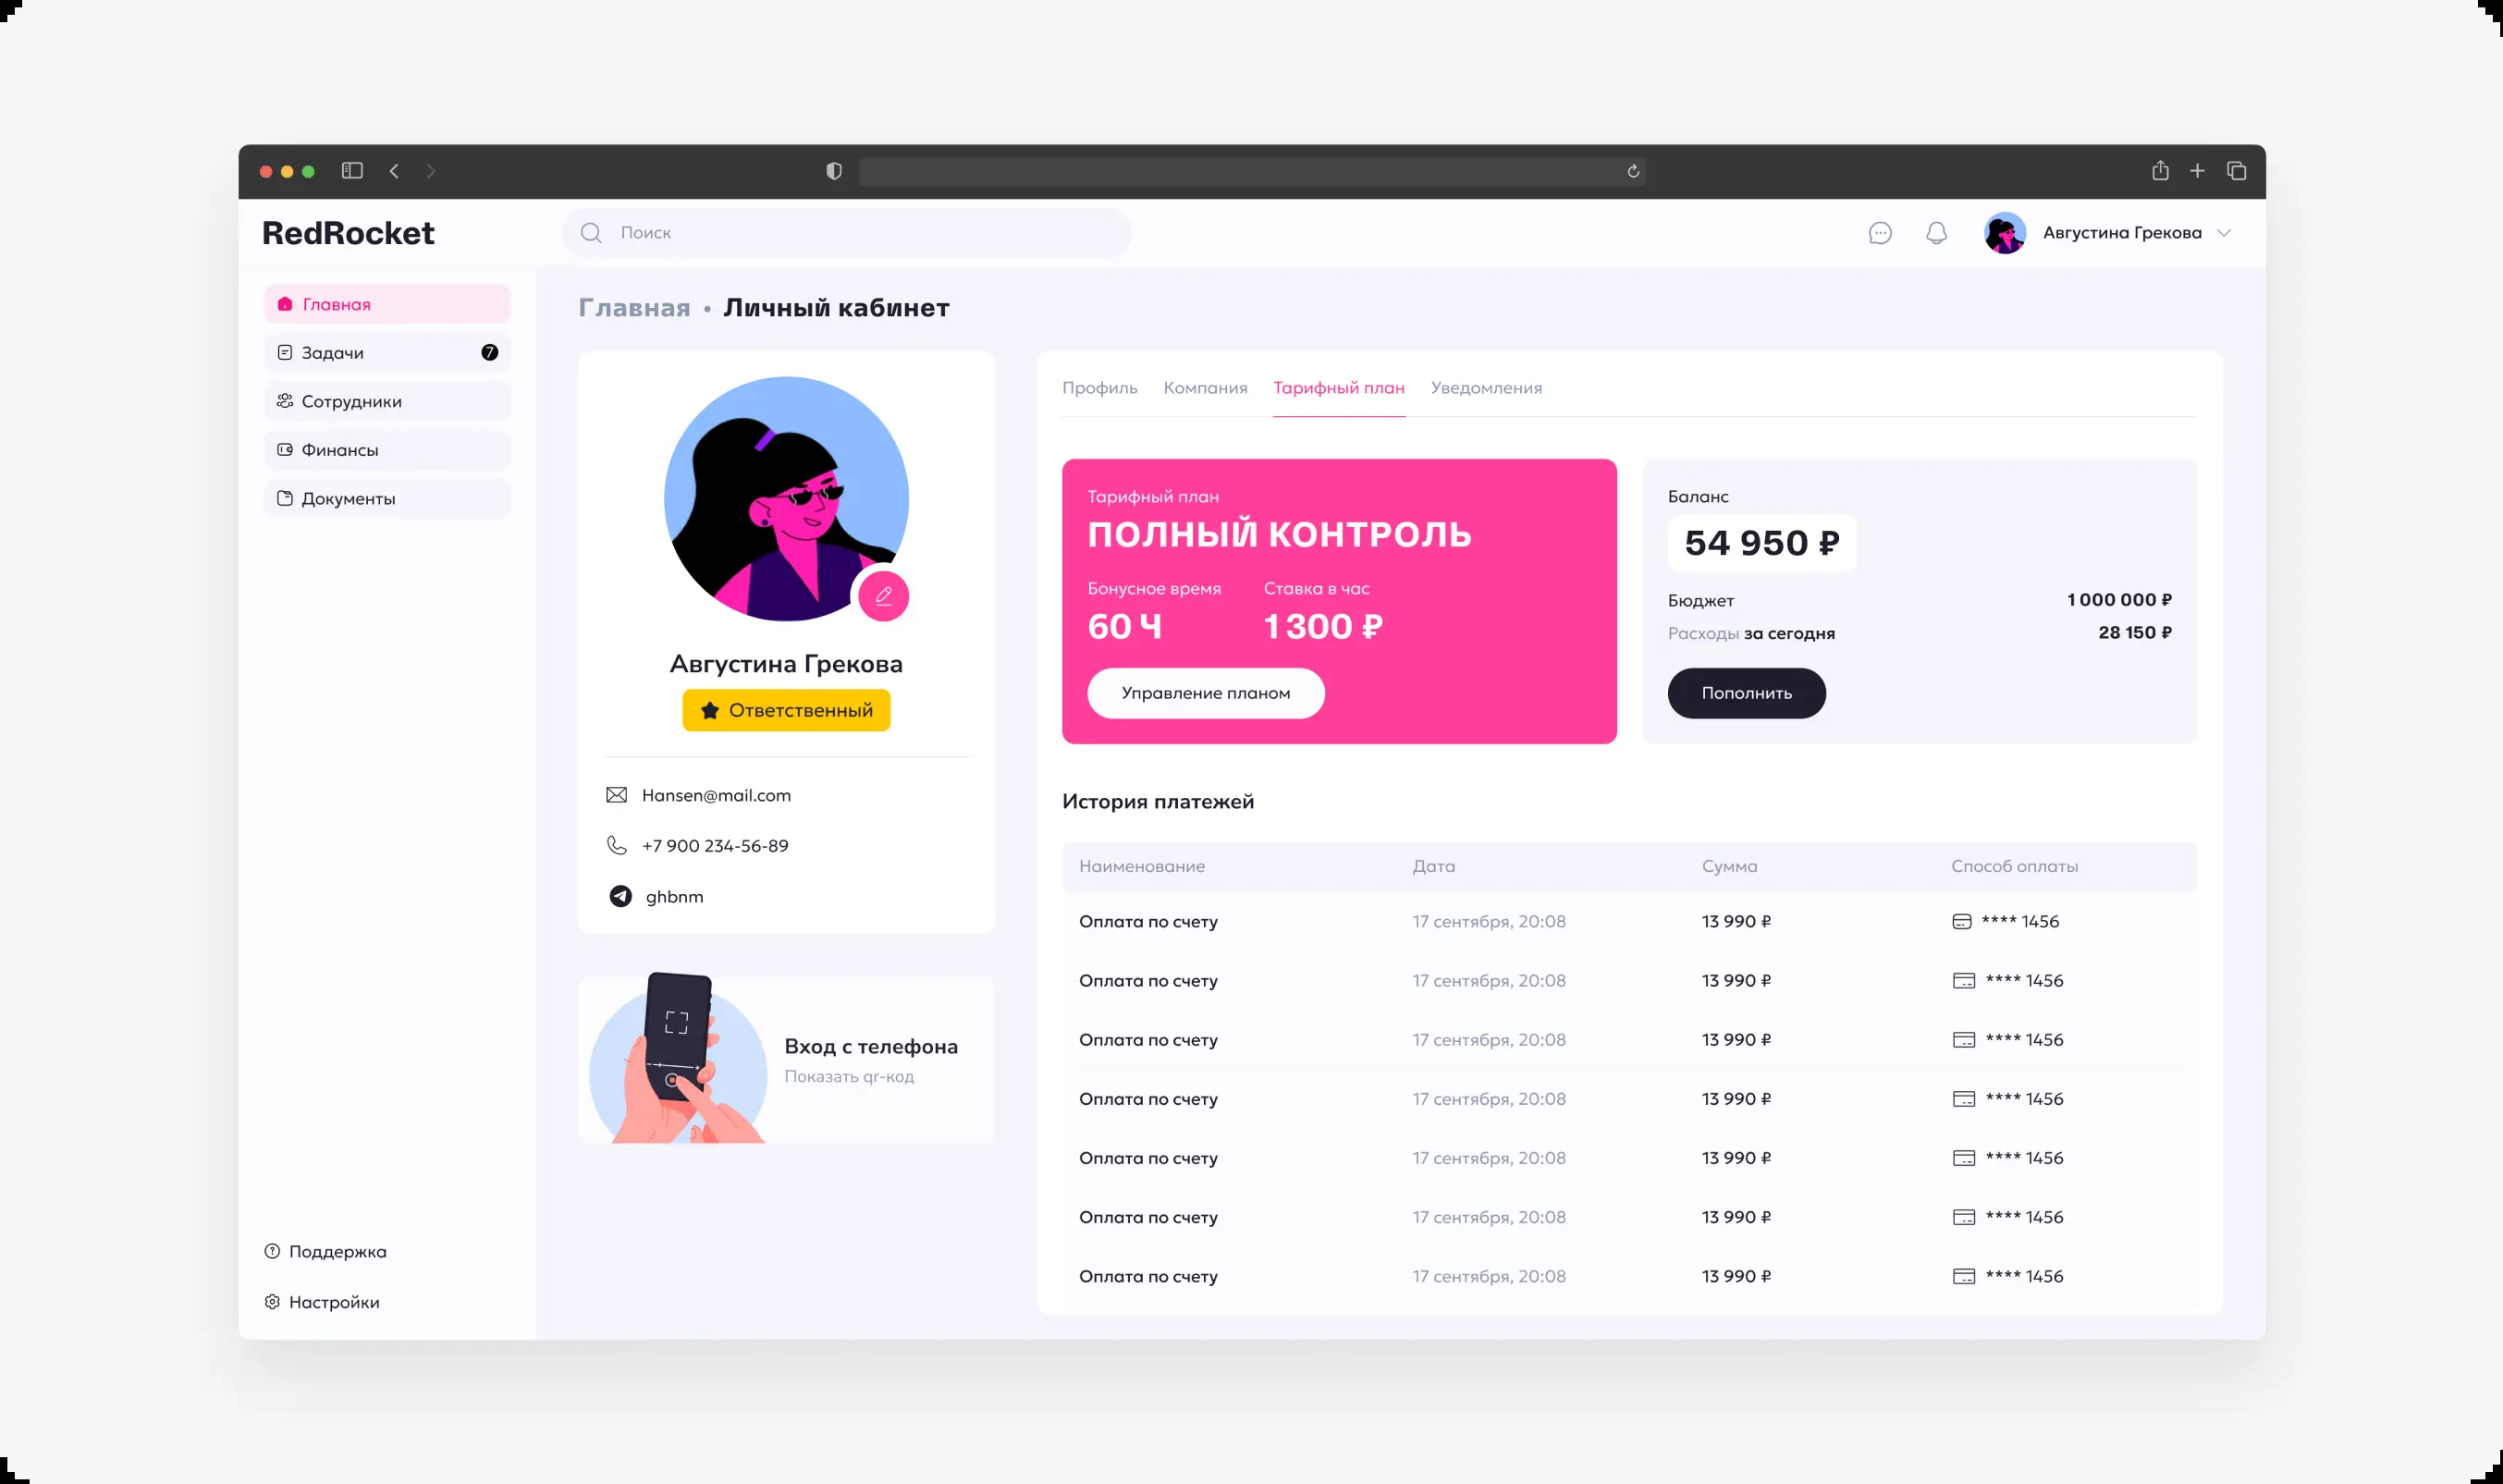 RedRocket
Поиск
Августина Грекова
Главная
Задачи
7
Сотрудники
Финансы
Документы
Поддержка
Настройки
Главная • Личный кабинет
Августина Грекова
Ответственный
Hansen@mail.com
+7 900 234-56-89
ghbnm
Вход с телефона
Показать qr-код
Профиль Компания Тарифный план Уведомления
Тарифный план
ПОЛНЫЙ КОНТРОЛЬ
Бонусное время Ставка в час
60 Ч 1 300 ₽
Управление планом
Баланс
54 950 ₽
Бюджет 1 000 000 ₽
Расходы за сегодня 28 150 ₽
Пополнить
История платежей
Наименование Дата Сумма Способ оплаты
Оплата по счету 17 сентября, 20:08 13 990 ₽ **** 1456
Оплата по счету 17 сентября, 20:08 13 990 ₽ **** 1456
Оплата по счету 17 сентября, 20:08 13 990 ₽ **** 1456
Оплата по счету 17 сентября, 20:08 13 990 ₽ **** 1456
Оплата по счету 17 сентября, 20:08 13 990 ₽ **** 1456
Оплата по счету 17 сентября, 20:08 13 990 ₽ **** 1456
Оплата по счету 17 сентября, 20:08 13 990 ₽ **** 1456